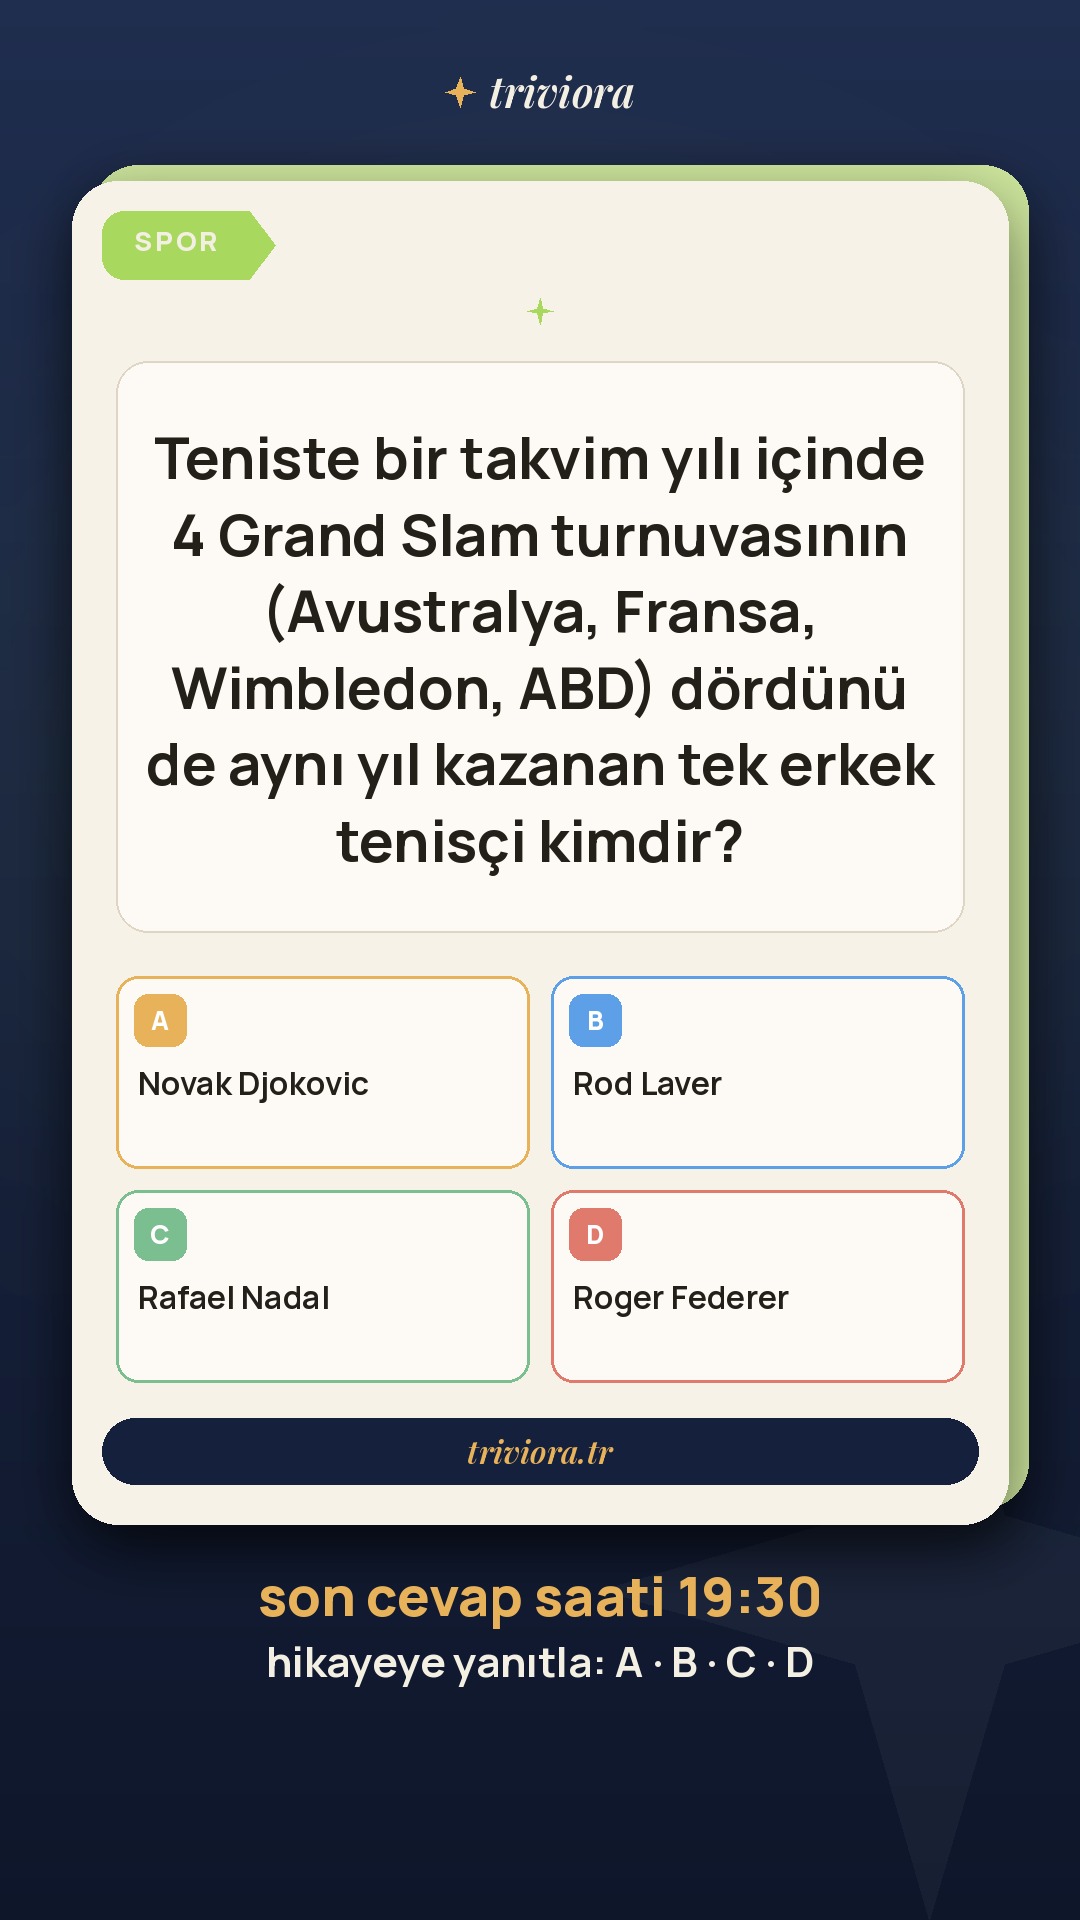 triviora
SPOR
Teniste bir takvim yılı içinde
4 Grand Slam turnuvasının
(Avustralya, Fransa,
Wimbledon, ABD) dördünü
de aynı yıl kazanan tek erkek
tenisçi kimdir?
A
Novak Djokovic
B
Rod Laver
C
Rafael Nadal
D
Roger Federer
triviora.tr
son cevap saati 19:30
hikayeye yanıtla: A · B · C · D